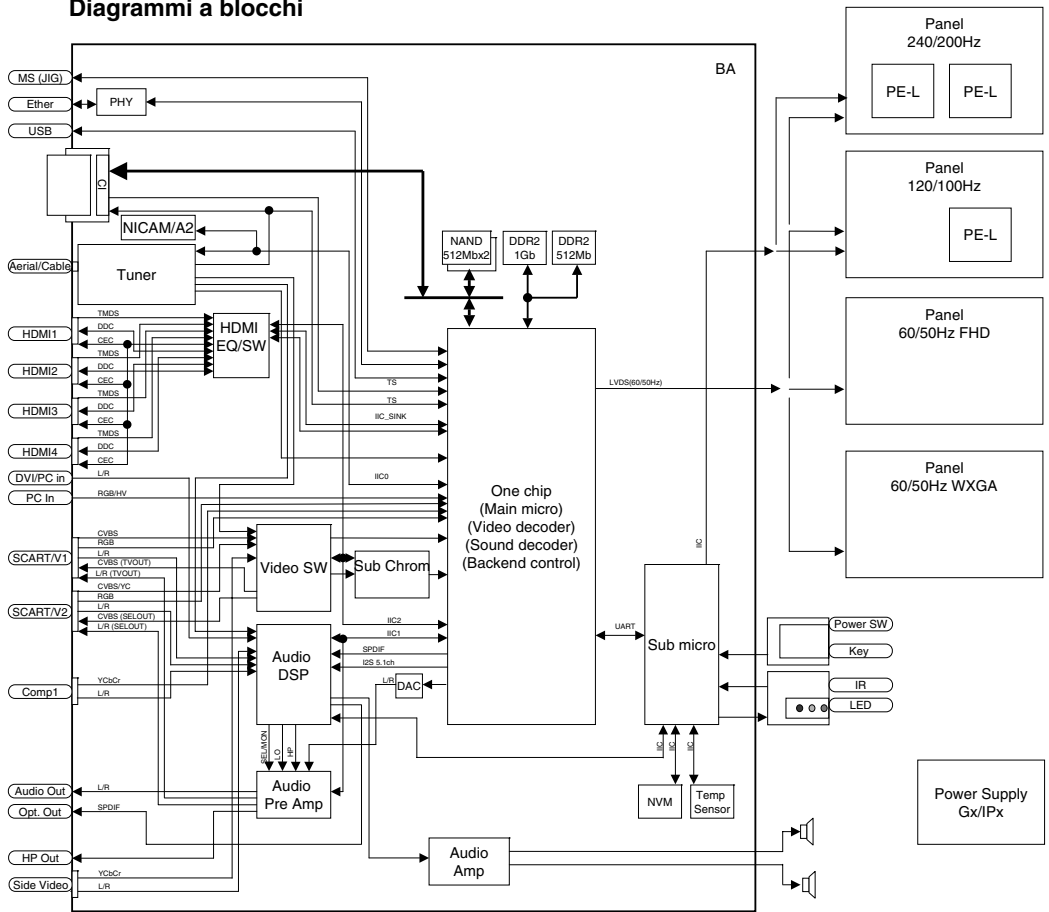 Diagrammi a blocchi
BA
MS (JIG)
Ether
PHY
USB
CI
NICAM/A2
Aerial/Cable
Tuner
NAND
512Mbx2
DDR2
1Gb
DDR2
512Mb
HDMI1
HDMI2
HDMI3
HDMI4
TMDS
DDC
CEC
TMDS
DDC
CEC
TMDS
DDC
CEC
TMDS
DDC
CEC
HDMI
EQ/SW
TS
TS
IIC_SINK
IIC0
DVI/PC in
L/R
PC In
RGB/HV
SCART/V1
CVBS
RGB
L/R
CVBS (TVOUT)
L/R (TVOUT)
SCART/V2
CVBS/YC
RGB
L/R
CVBS (SELOUT)
L/R (SELOUT)
Video SW
Sub Chrom
IIC2
IIC1
SPDIF
I2S 5.1ch
L/R
DAC
Audio
DSP
Comp1
YCbCr
L/R
SEL/MON
LO
HP
Audio
Pre Amp
Audio Out
L/R
Opt. Out
SPDIF
HP Out
Side Video
YCbCr
L/R
Audio
Amp
One chip
(Main micro)
(Video decoder)
(Sound decoder)
(Backend control)
LVDS(60/50Hz)
UART
IIC
Sub micro
IIC
IIC
IIC
NVM
Temp
Sensor
Panel
240/200Hz
PE-L
PE-L
Panel
120/100Hz
PE-L
Panel
60/50Hz FHD
Panel
60/50Hz WXGA
Power SW
Key
IR
LED
Power Supply
Gx/IPx